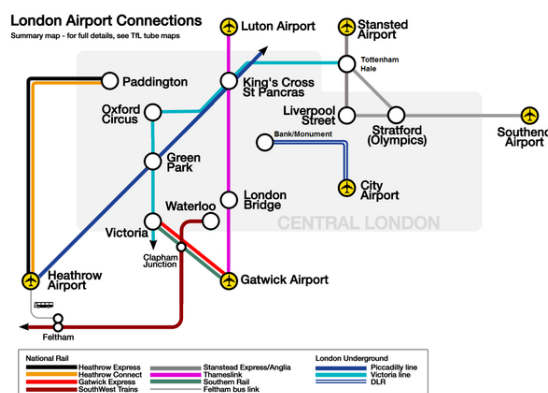 London Airport Connections
Summary map - for full details, see TfL tube maps
Luton Airport
Stansted
Airport
Tottenham
Hale
Paddington
King's Cross
St Pancras
Oxford
Circus
Liverpool
Street
Stratford
(Olympics)
Southend
Airport
Bank/Monument
Green
Park
City
Airport
Waterloo
London
Bridge
Victoria
CENTRAL LONDON
Clapham
Junction
Heathrow
Airport
Gatwick Airport
Feltham
National Rail
London Underground
Heathrow Express
Heathrow Connect
Gatwick Express
SouthWest Trains
Stanstead Express/Anglia
Thameslink
Southern Rail
Feltham bus link
Piccadilly line
Victoria line
DLR